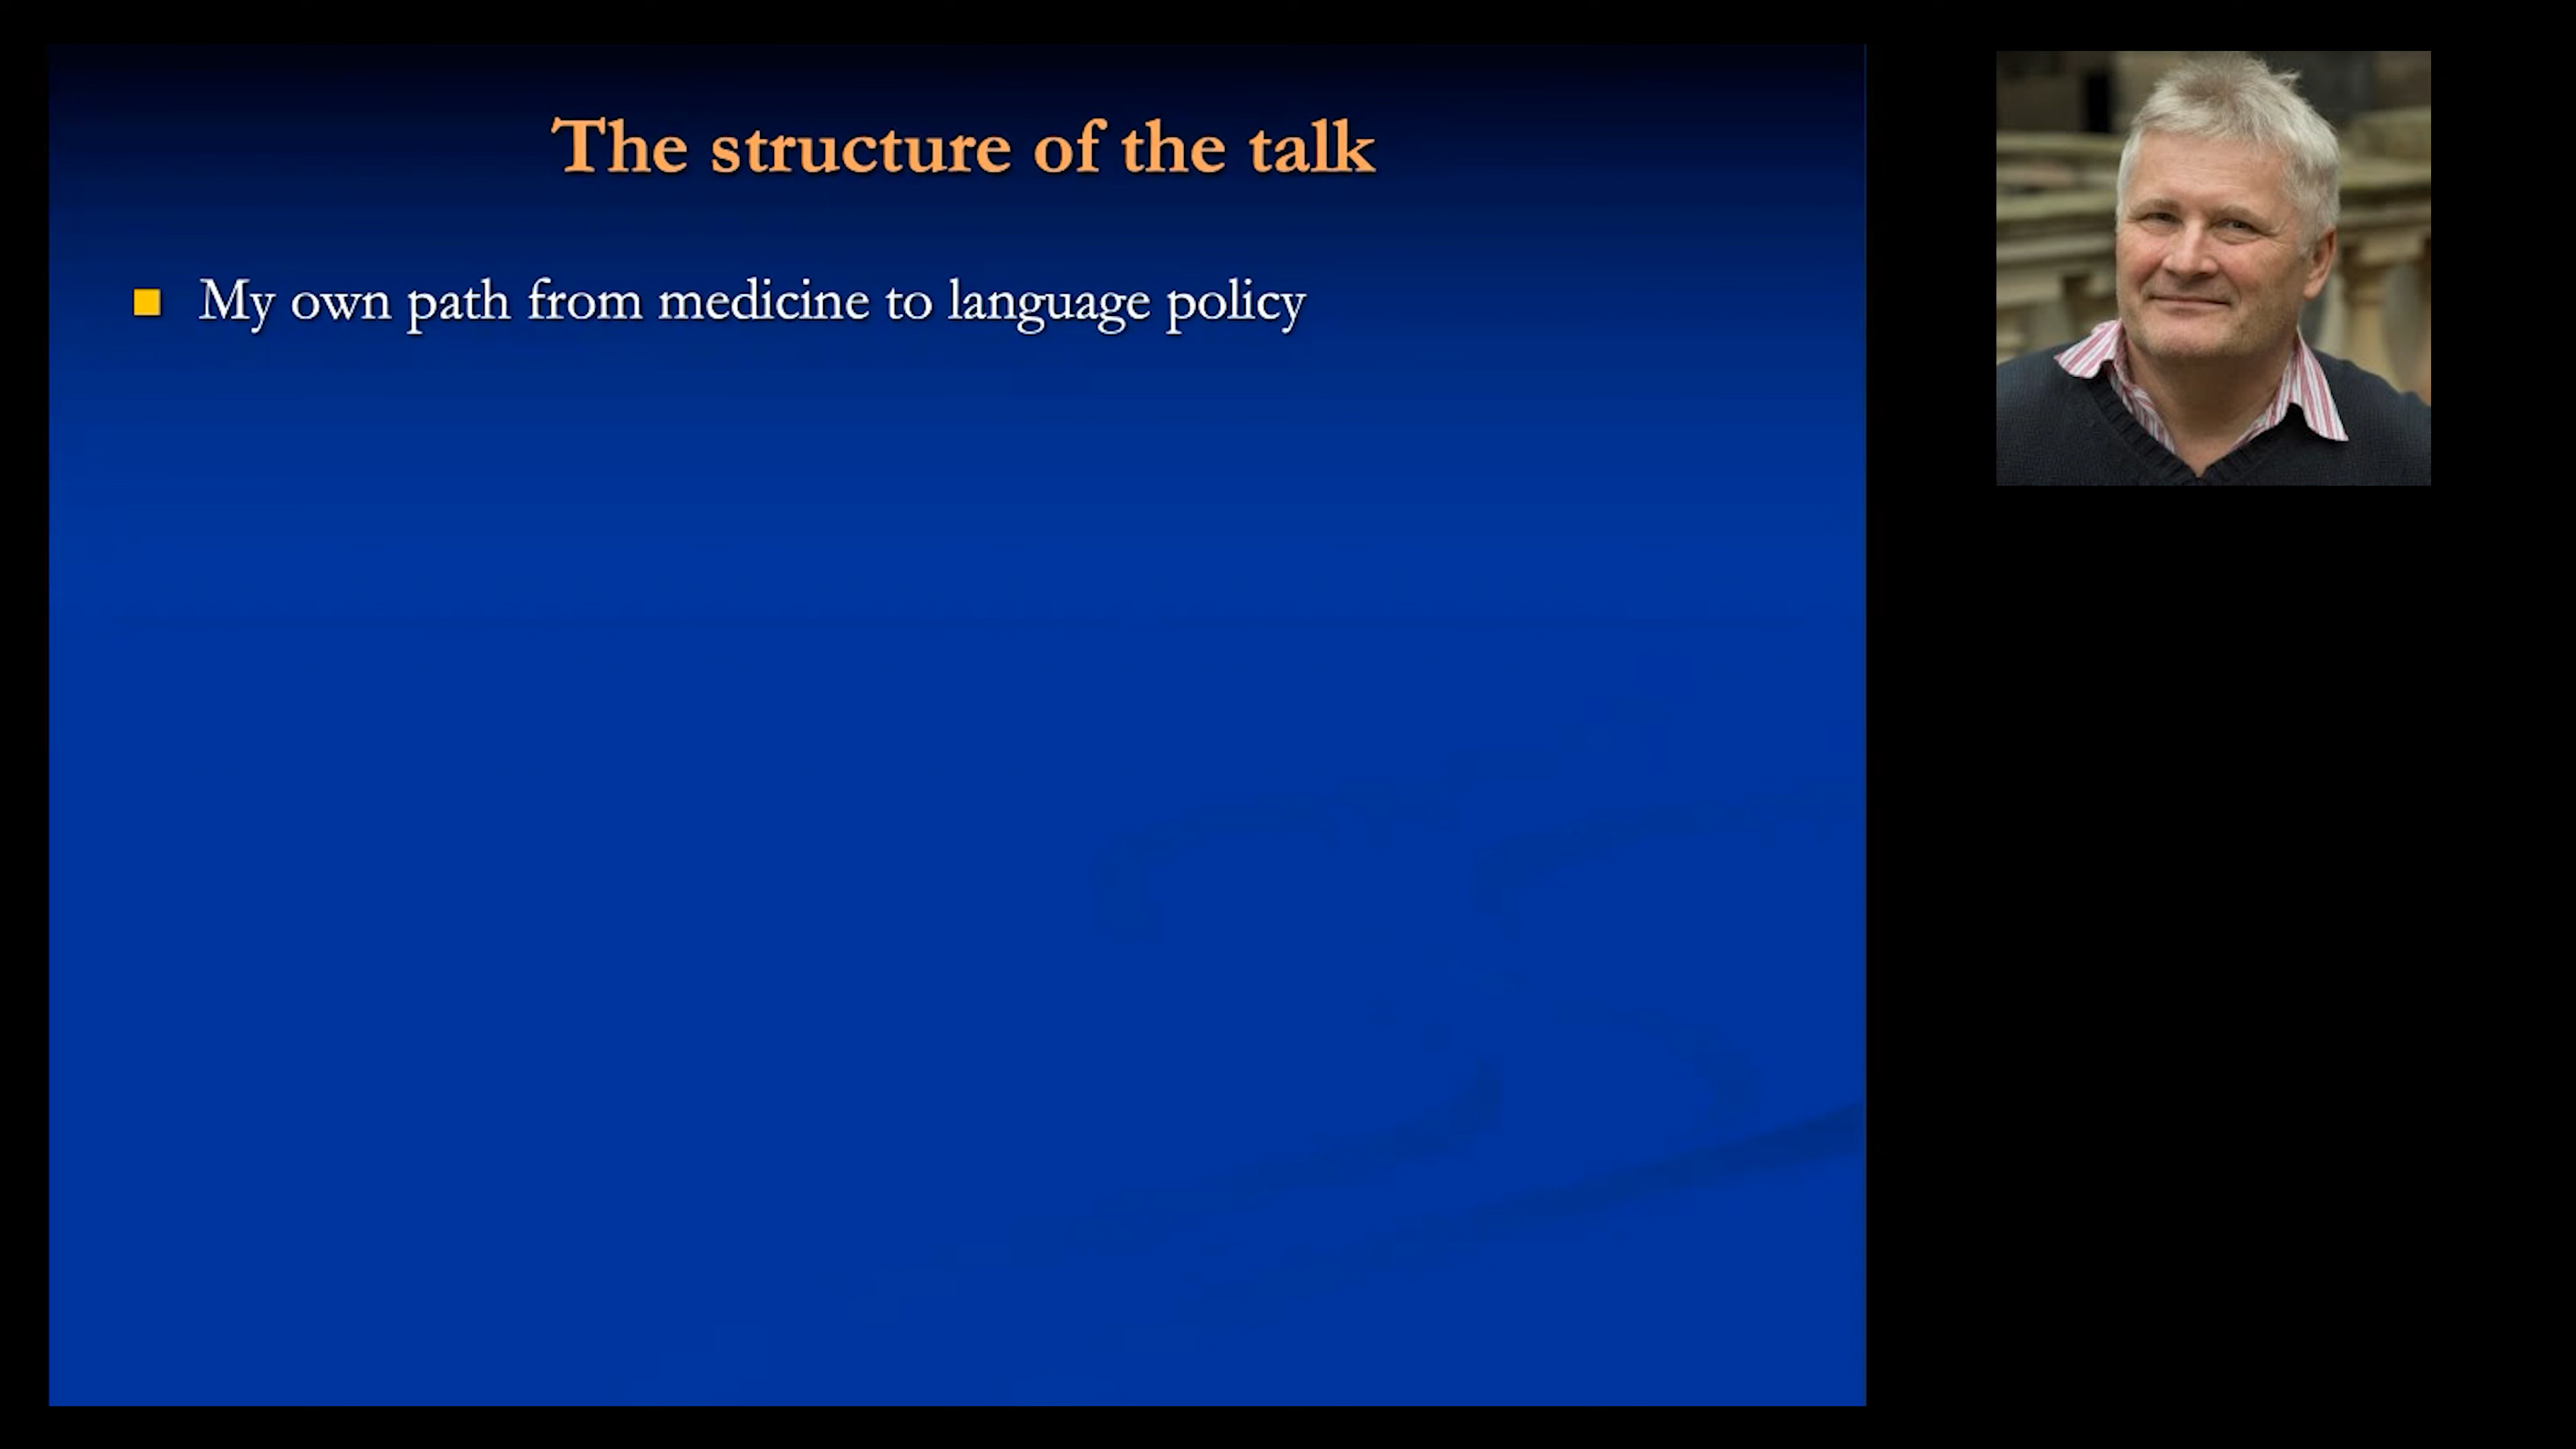 The structure of the talk
My own path from medicine to language policy